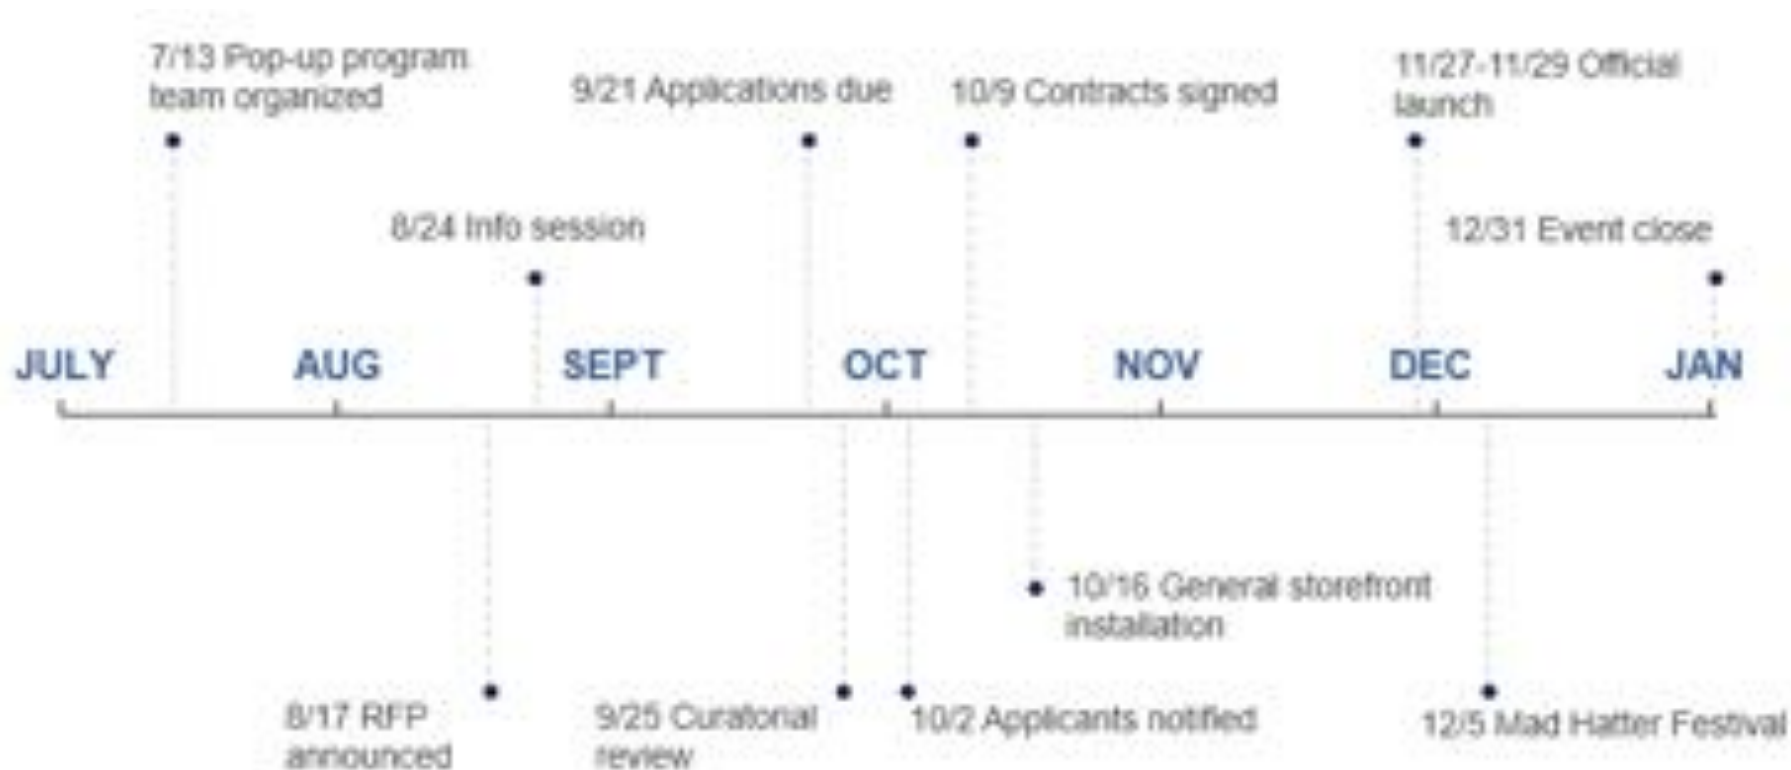 7/13 Pop-up program
team organized
9/21 Applications due
10/9 Contracts signed
11/27-11/29 Official
launch
8/24 Info session
12/31 Event close
JULY
AUG
SEPT
OCT
NOV
DEC
JAN
10/16 General storefront
installation
8/17 RFP
announced
9/25 Curatorial
review
10/2 Applicants notified
12/5 Mad Hatter Festival